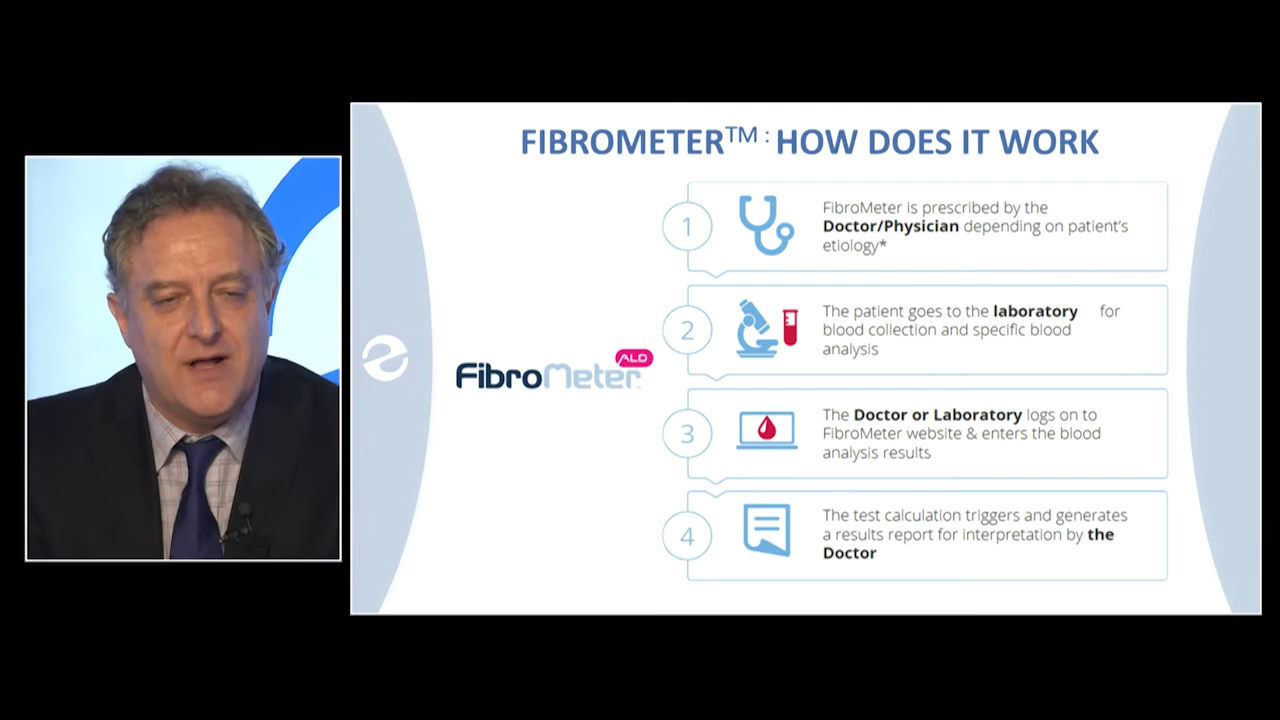 FIBROMETER™ : HOW DOES IT WORK
1
FibroMeter is prescribed by the
Doctor/Physician depending on patient's
etiology*
2
The patient goes to the laboratory for
blood collection and specific blood
analysis
ALD
FibroMeter
3
The Doctor or Laboratory logs on to
FibroMeter website & enters the blood
analysis results
4
The test calculation triggers and generates
a results report for interpretation by the
Doctor